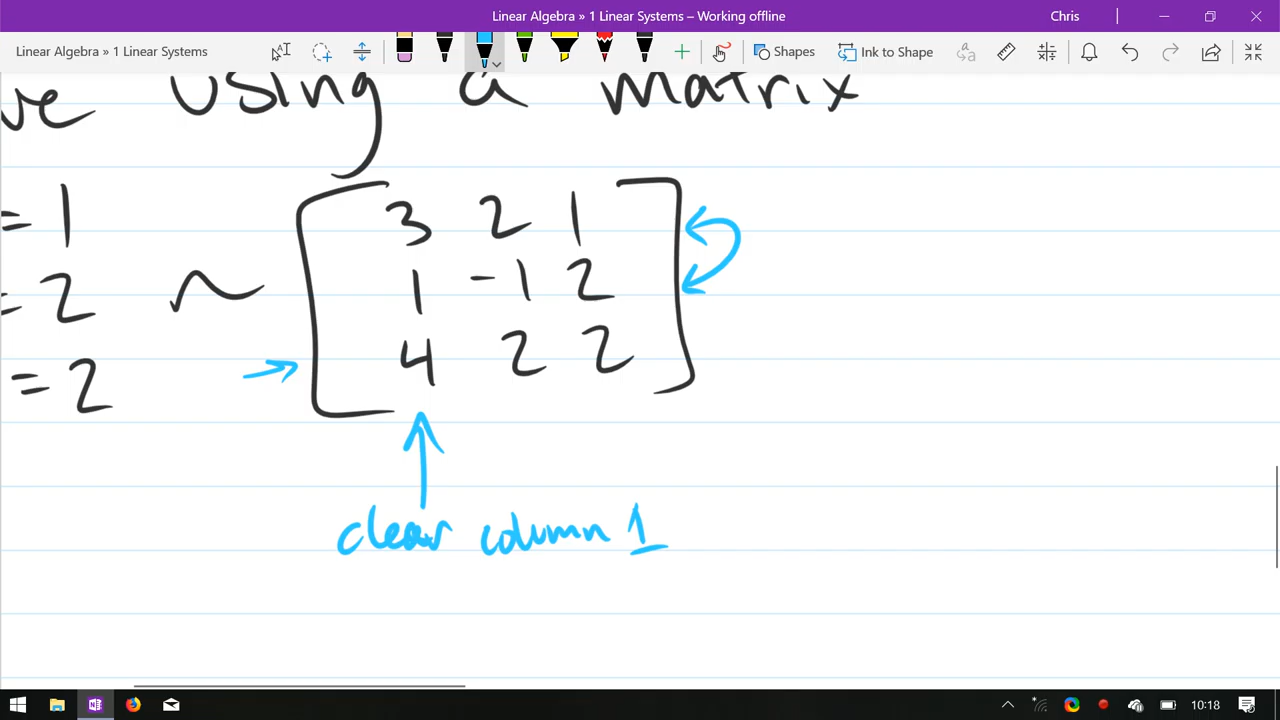 Linear Algebra » 1 Linear Systems – Working offline
Chris
Linear Algebra » 1 Linear Systems
Shapes
Ink to Shape
using a matrix
= 1
= 2
= 2
~
3 2 1
1 -1 2
4 2 2
clear column 1
10:18